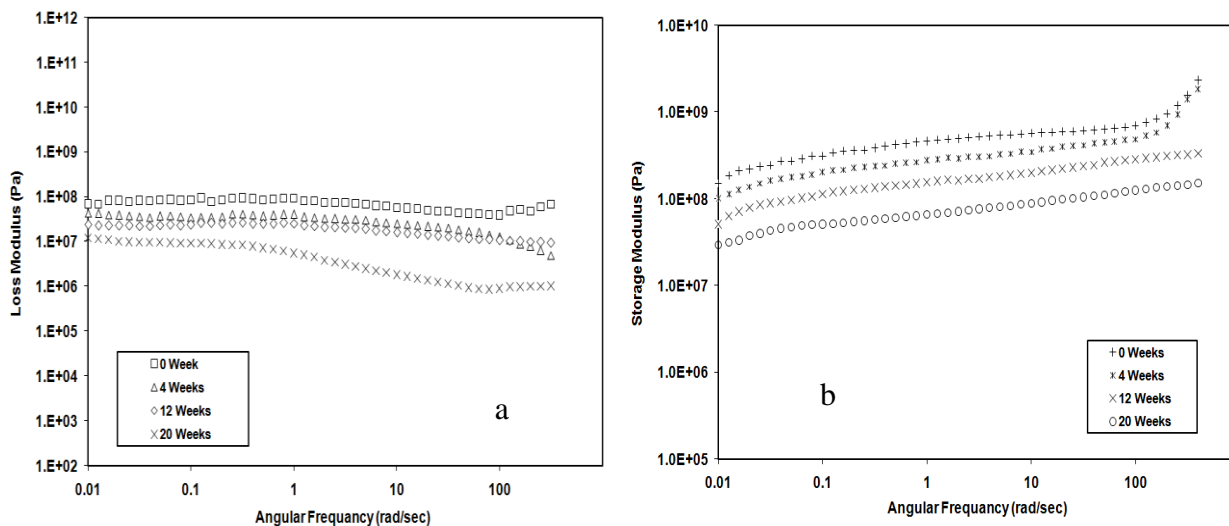 1.E+12
1.E+11
1.E+10
1.E+09
1.E+08
1.E+07
1.E+06
1.E+05
1.E+04
1.E+03
1.E+02
Loss Modulus (Pa)
0 Week
4 Weeks
12 Weeks
20 Weeks
a
0.01 0.1 1 10 100
Angular Frequancy (rad/sec)
1.0E+10
1.0E+09
1.0E+08
1.0E+07
1.0E+06
1.0E+05
Storage Modulus (Pa)
0 Weeks
4 Weeks
12 Weeks
20 Weeks
b
0.01 0.1 1 10 100
Angular Frequancy (rad/sec)